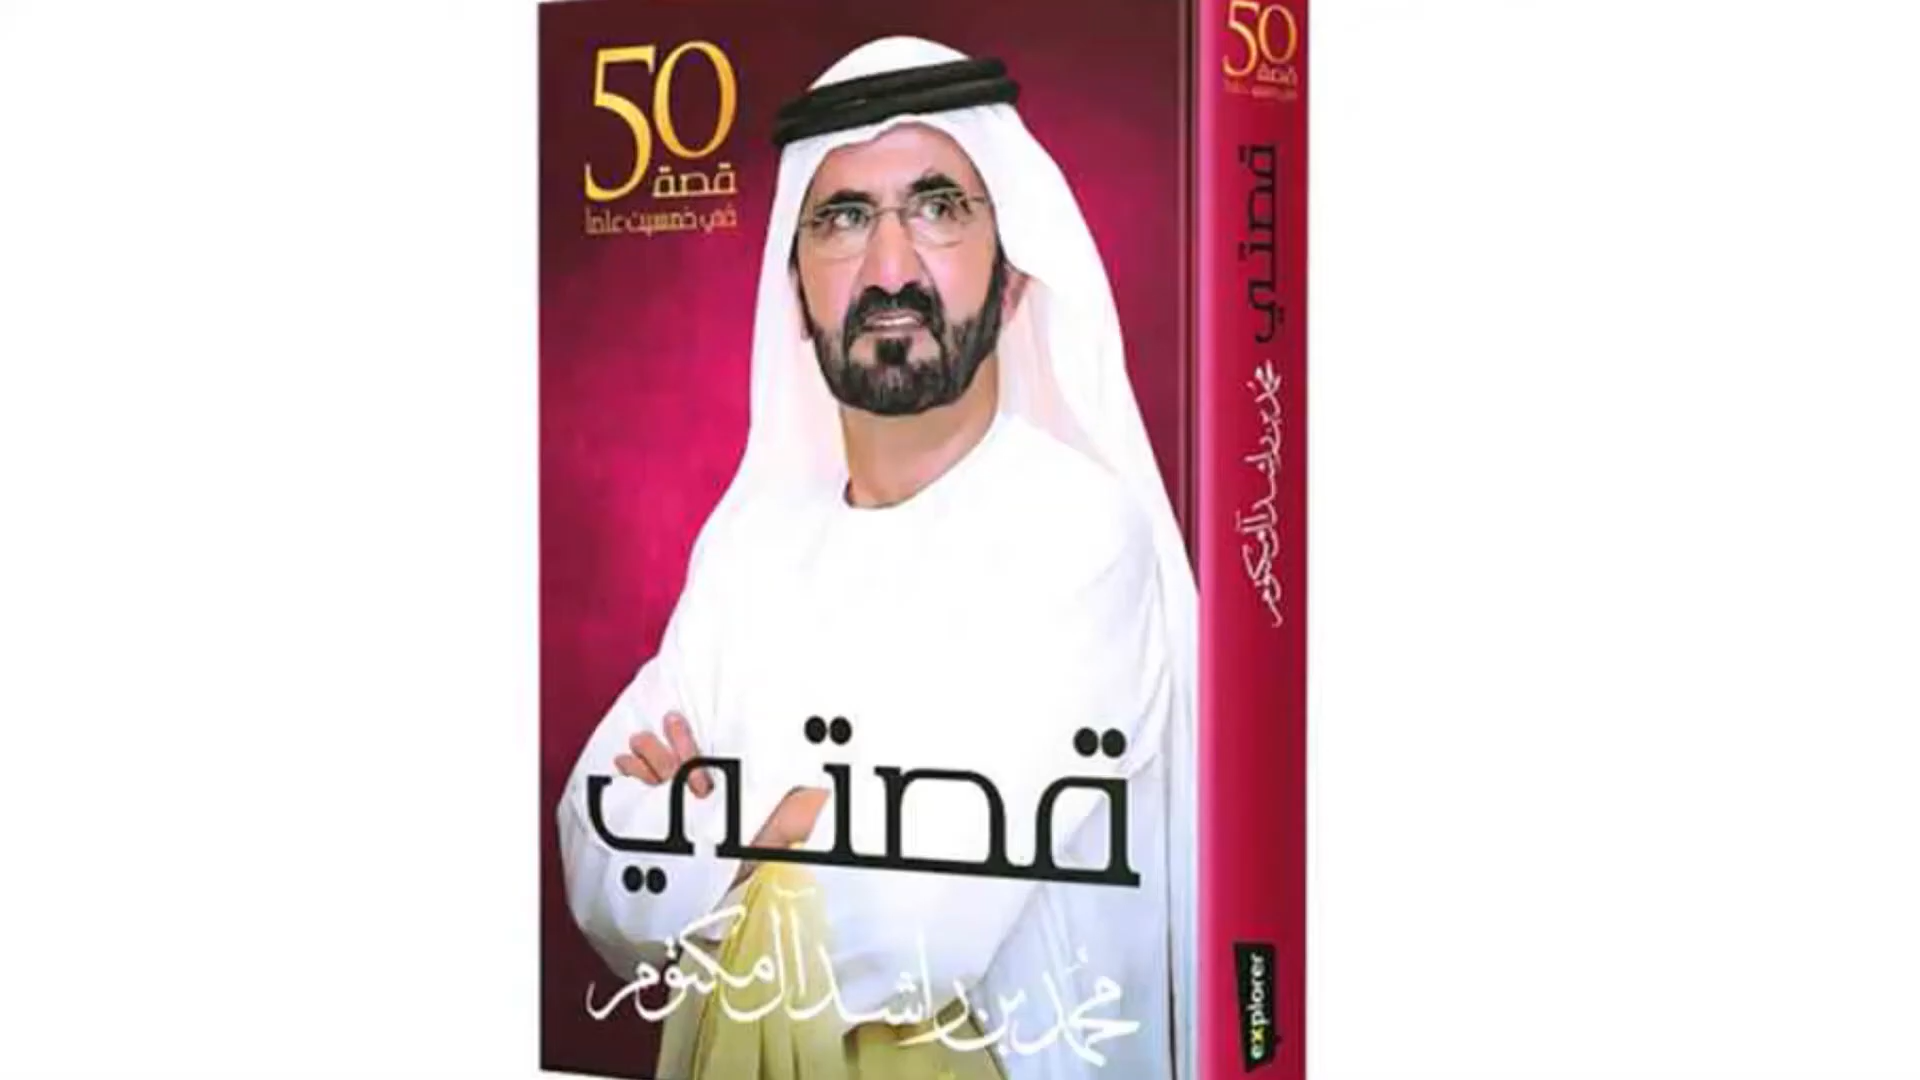 50
قصة
في خمسين عاماً
قصتي
محمد بن راشد آل مكتوم
50
قصة
قصتي
محمد بن راشد آل مكتوم
explorer